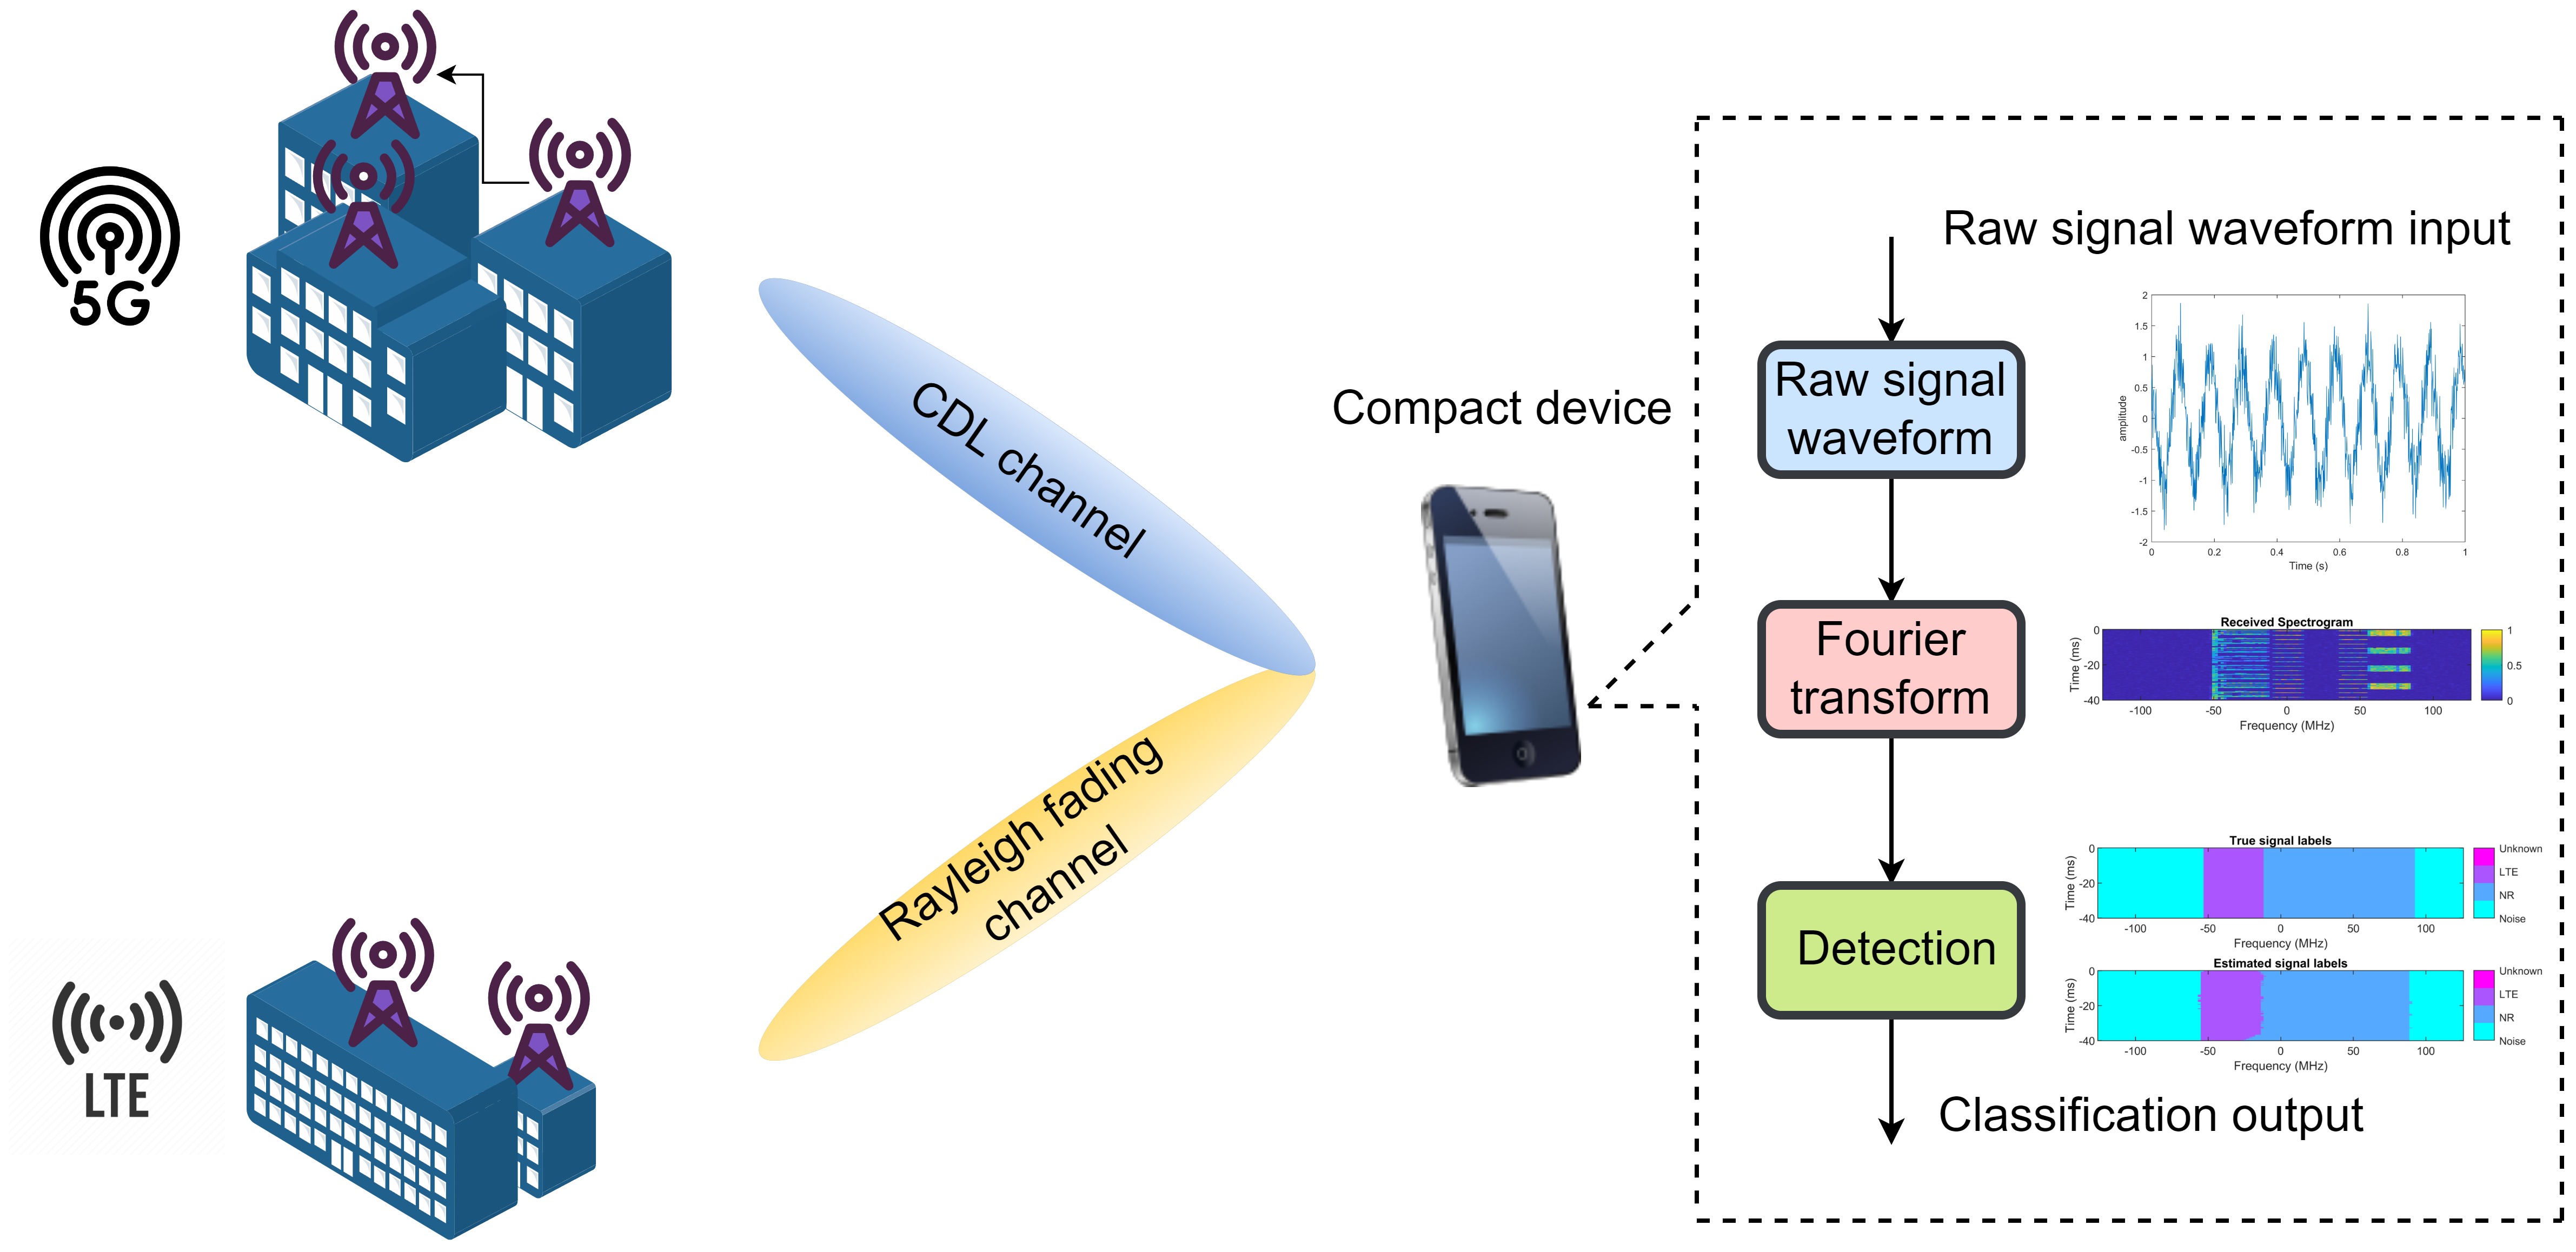 5G
CDL channel
Compact device
Rayleigh fading
channel
LTE
Raw signal waveform input
Raw signal
waveform
2
1.5
1
0.5
0
-0.5
-1
-1.5
-2
amplitude
0 0.2 0.4 0.6 0.8 1
Time (s)
Fourier
transform
Received Spectrogram
0
-20
-40
Time (ms)
-100 -50 0 50 100
Frequency (MHz)
1
0.5
0
Detection
True signal labels
0
-20
-40
Time (ms)
-100 -50 0 50 100
Frequency (MHz)
Unknown
LTE
NR
Noise
Estimated signal labels
0
-20
-40
Time (ms)
-100 -50 0 50 100
Frequency (MHz)
Unknown
LTE
NR
Noise
Classification output